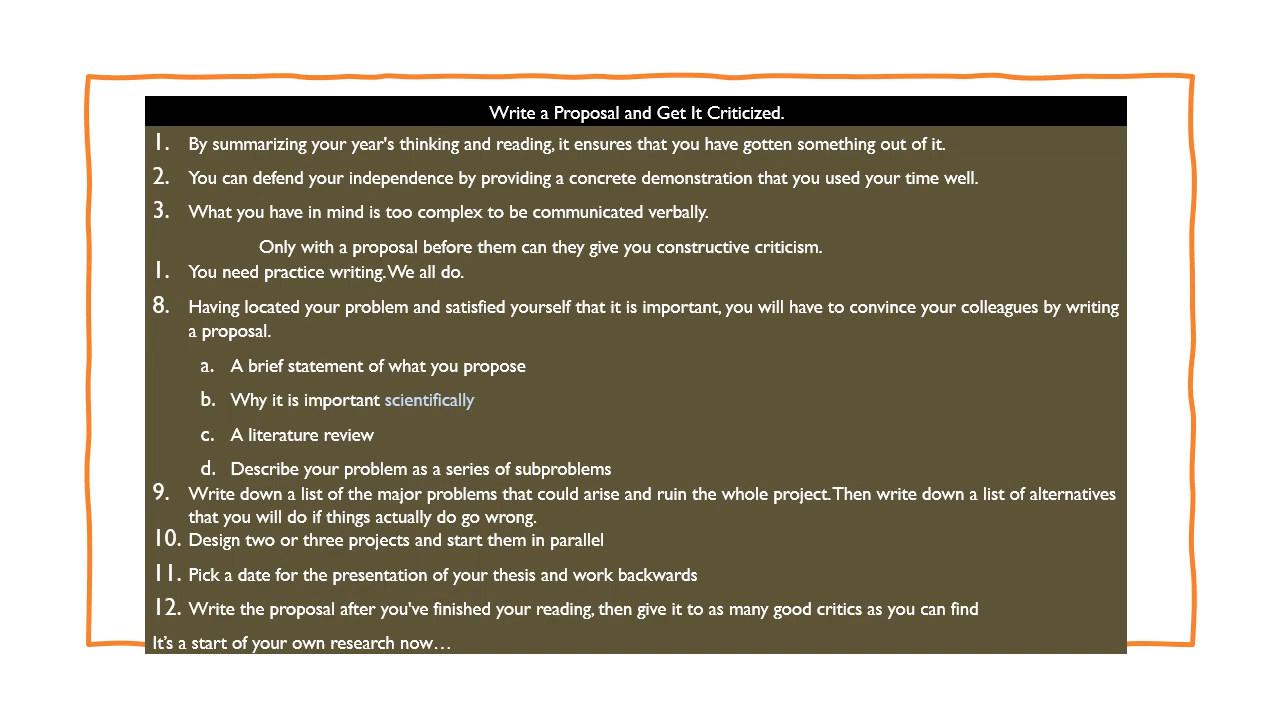 Write a Proposal and Get It Criticized.
1. By summarizing your year's thinking and reading, it ensures that you have gotten something out of it.
2. You can defend your independence by providing a concrete demonstration that you used your time well.
3. What you have in mind is too complex to be communicated verbally.
Only with a proposal before them can they give you constructive criticism.
1. You need practice writing. We all do.
8. Having located your problem and satisfied yourself that it is important, you will have to convince your colleagues by writing
a proposal.
a. A brief statement of what you propose
b. Why it is important scientifically
c. A literature review
d. Describe your problem as a series of subproblems
9. Write down a list of the major problems that could arise and ruin the whole project. Then write down a list of alternatives
that you will do if things actually do go wrong.
10. Design two or three projects and start them in parallel
11. Pick a date for the presentation of your thesis and work backwards
12. Write the proposal after you've finished your reading, then give it to as many good critics as you can find
It's a start of your own research now…